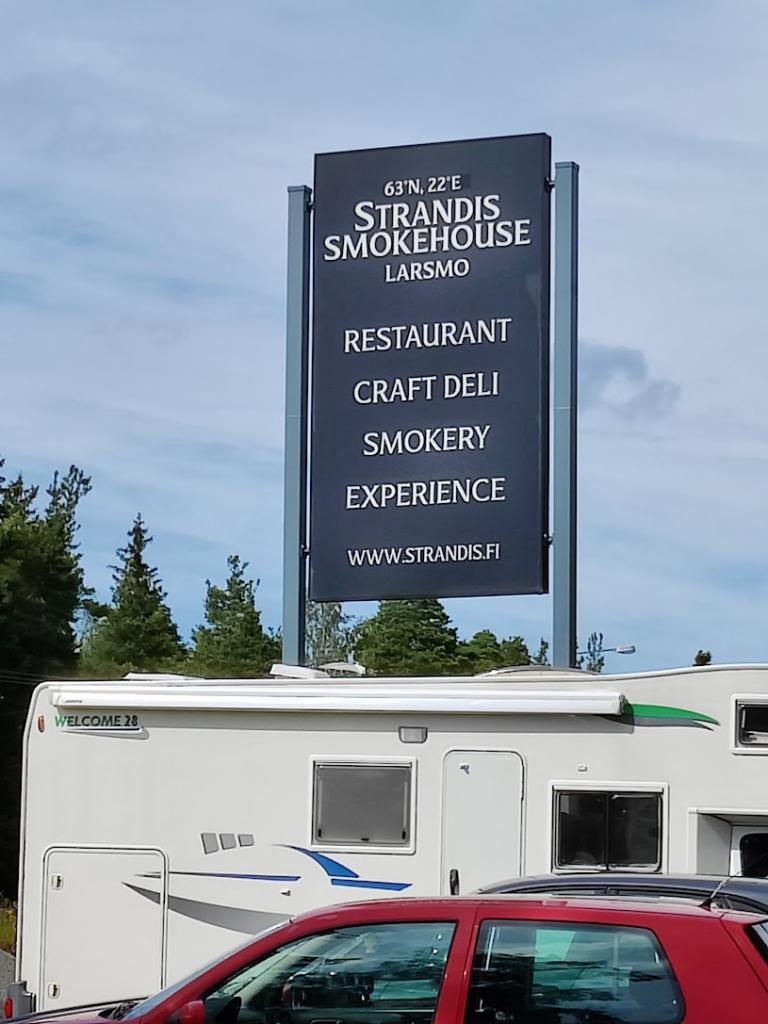 63°N, 22°E
STRANDIS
SMOKEHOUSE
LARSMO
RESTAURANT
CRAFT DELI
SMOKERY
EXPERIENCE
WWW.STRANDIS.FI
WELCOME 28